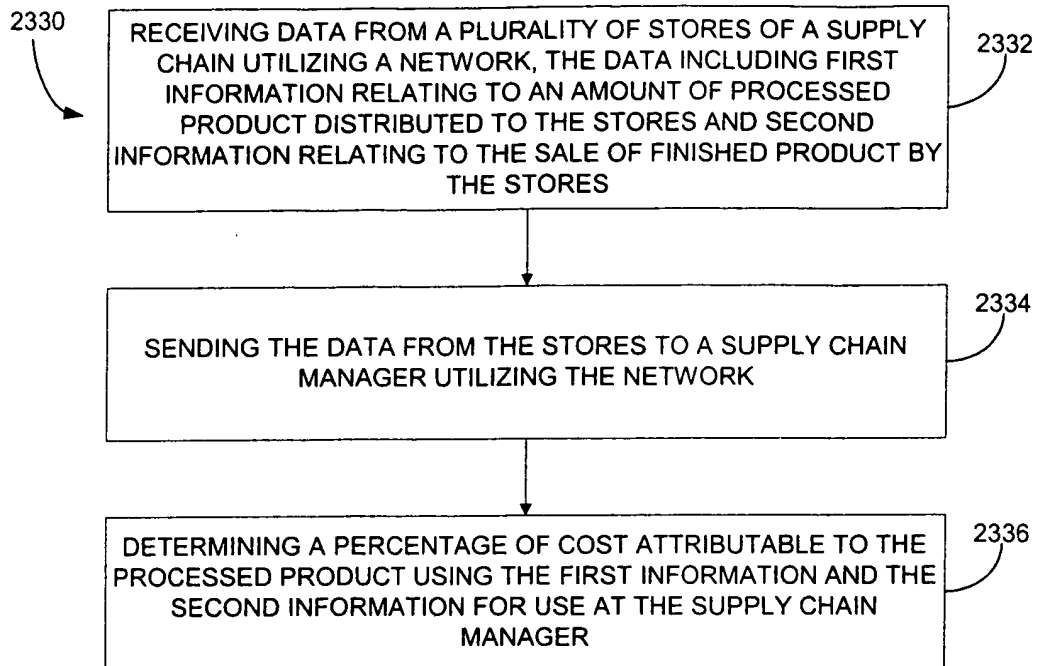 2330
RECEIVING DATA FROM A PLURALITY OF STORES OF A SUPPLY
CHAIN UTILIZING A NETWORK, THE DATA INCLUDING FIRST
INFORMATION RELATING TO AN AMOUNT OF PROCESSED
PRODUCT DISTRIBUTED TO THE STORES AND SECOND
INFORMATION RELATING TO THE SALE OF FINISHED PRODUCT BY
THE STORES
2332
SENDING THE DATA FROM THE STORES TO A SUPPLY CHAIN
MANAGER UTILIZING THE NETWORK
2334
DETERMINING A PERCENTAGE OF COST ATTRIBUTABLE TO THE
PROCESSED PRODUCT USING THE FIRST INFORMATION AND THE
SECOND INFORMATION FOR USE AT THE SUPPLY CHAIN
MANAGER
2336